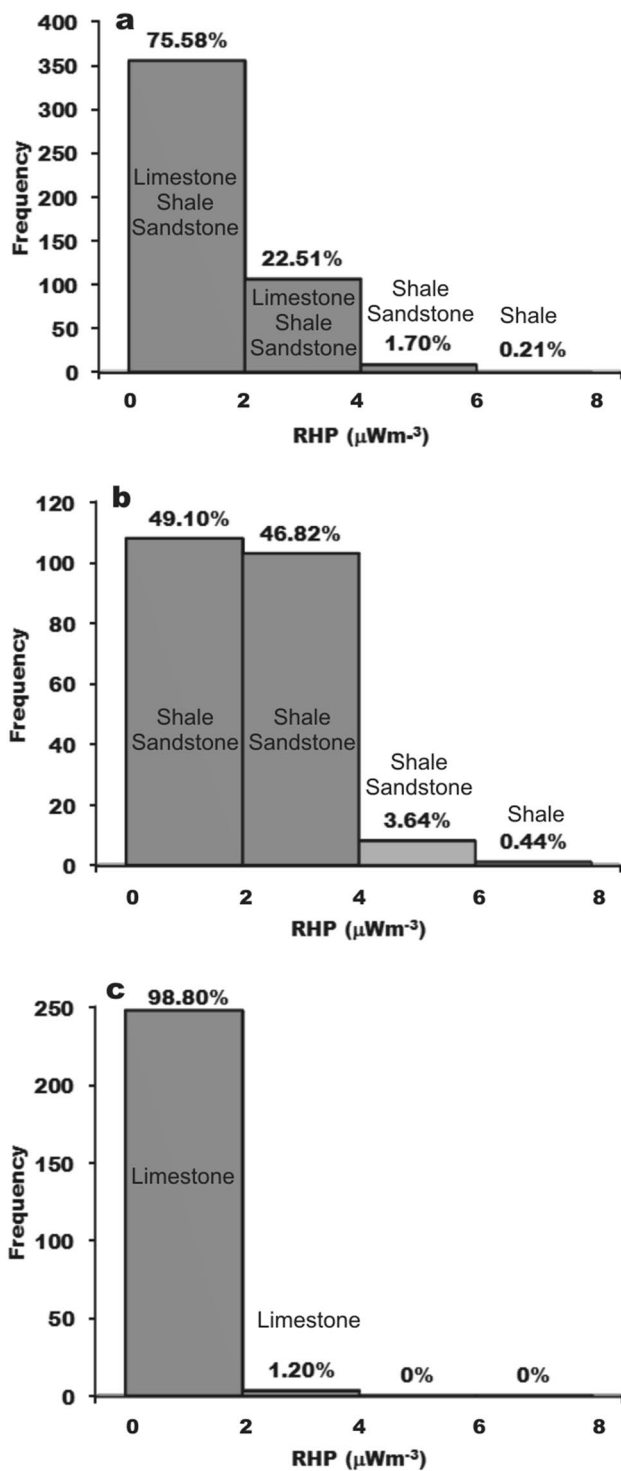 a
75.58%
400
350
300
250
200
150
100
50
0
Frequency
Limestone
Shale
Sandstone
22.51%
Limestone
Shale
Sandstone
Shale
Sandstone
1.70%
Shale
0.21%
0 2 4 6 8
RHP (µWm-³)
b
49.10%
46.82%
120
100
80
60
40
20
0
Frequency
Shale
Sandstone
Shale
Sandstone
Shale
Sandstone
3.64%
Shale
0.44%
0 2 4 6 8
RHP (µWm⁻³)
c
98.80%
250
200
150
100
50
0
Frequency
Limestone
Limestone
1.20%
0%
0%
0 2 4 6 8
RHP (µWm⁻³)